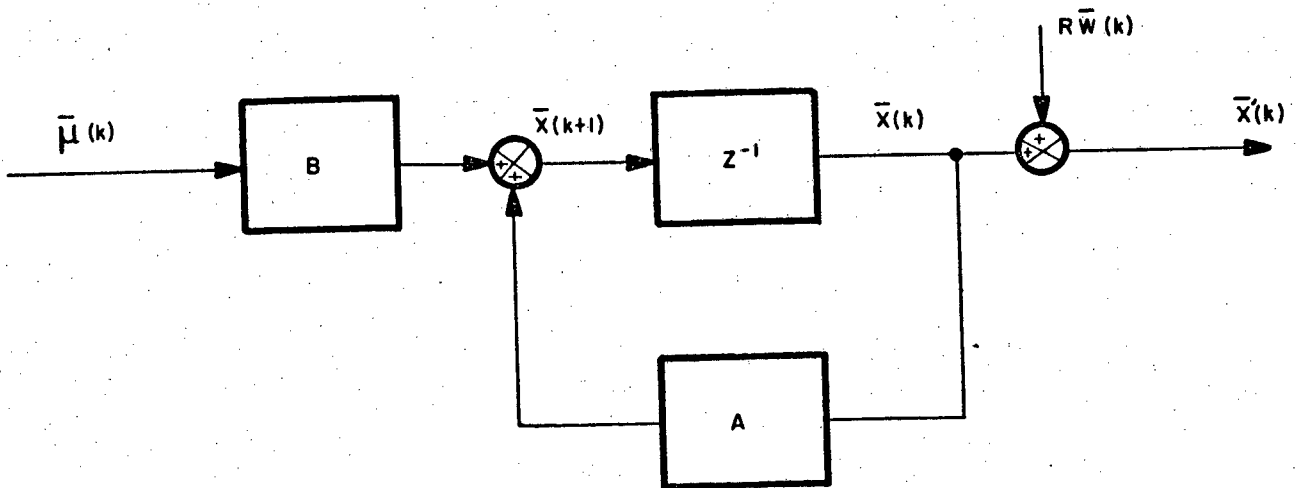 R w̅(k)
μ̅(k)
B
+
+
x̅(k+1)
Z⁻¹
x̅(k)
+
+
x̅'(k)
A